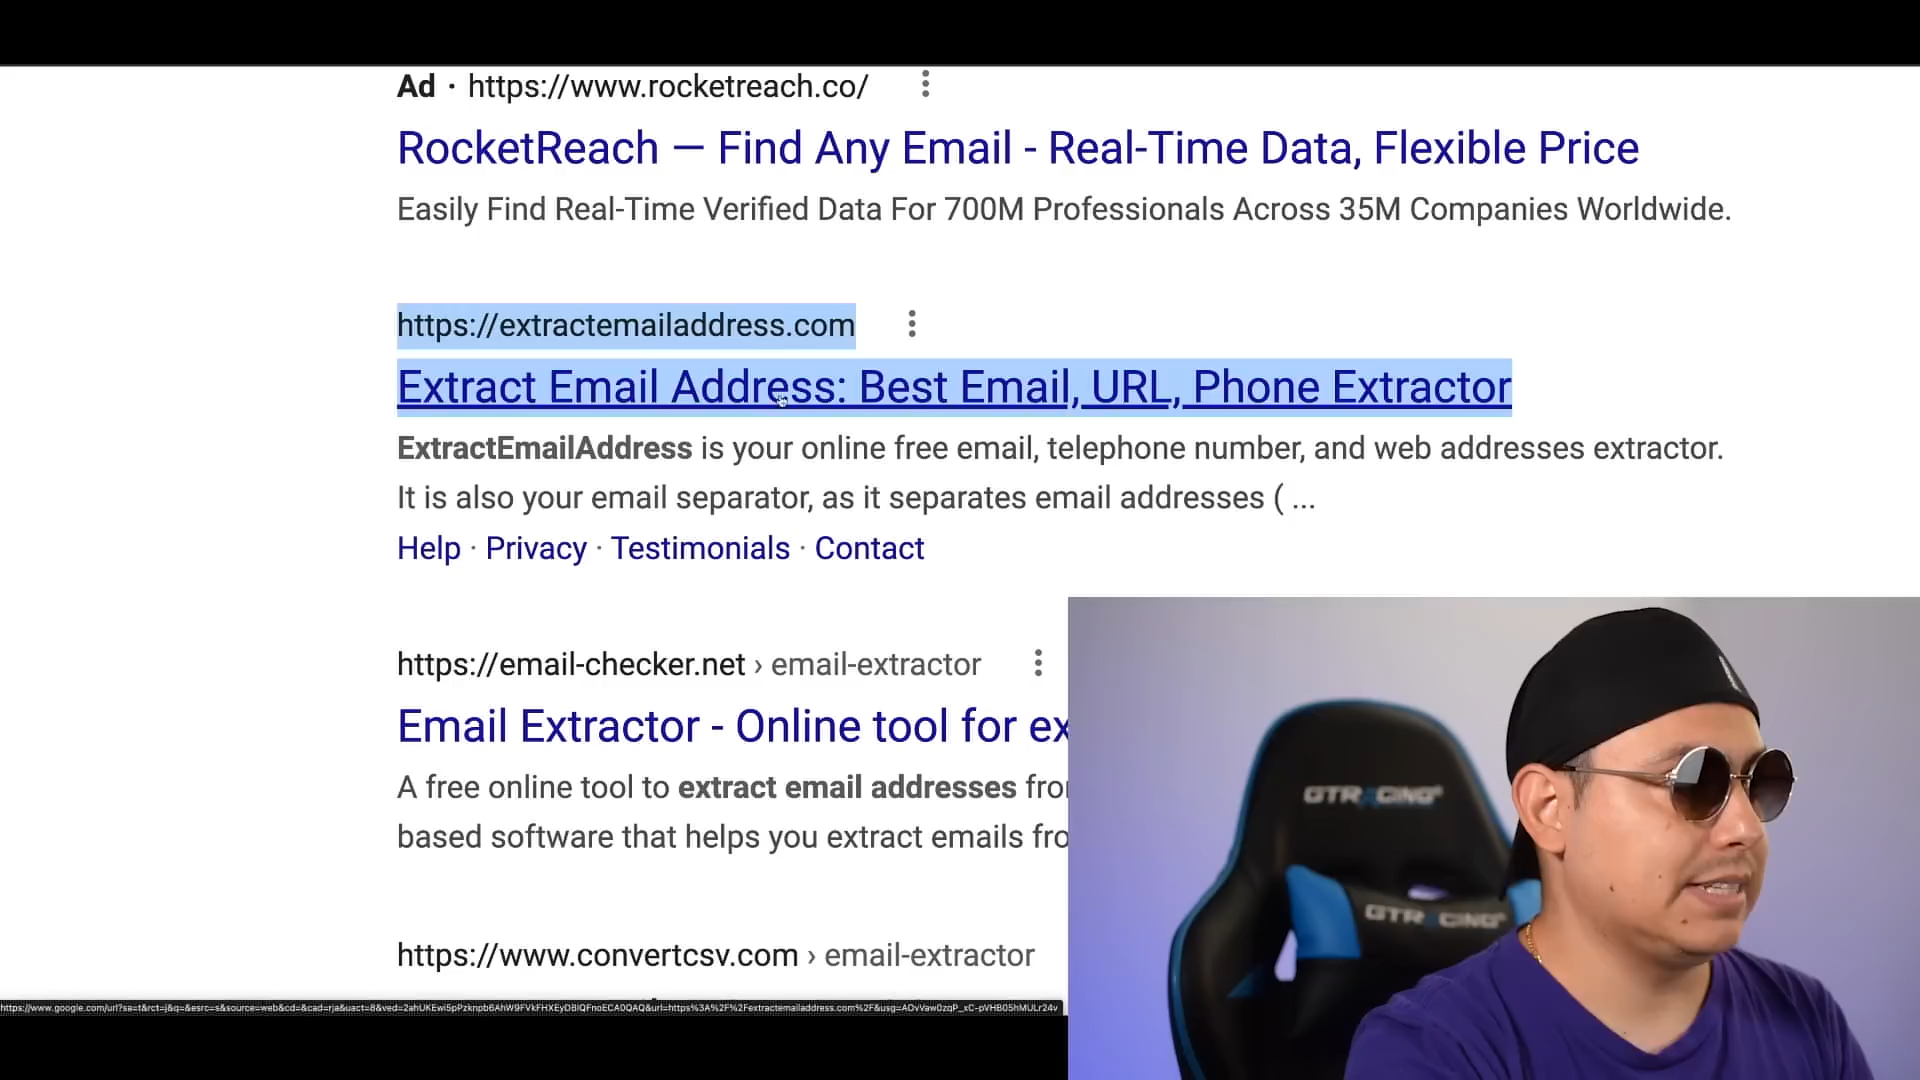 Ad · https://www.rocketreach.co/
RocketReach — Find Any Email - Real-Time Data, Flexible Price
Easily Find Real-Time Verified Data For 700M Professionals Across 35M Companies Worldwide.
https://extractemailaddress.com
Extract Email Address: Best Email, URL, Phone Extractor
ExtractEmailAddress is your online free email, telephone number, and web addresses extractor.
It is also your email separator, as it separates email addresses ( ...
Help · Privacy · Testimonials · Contact
https://email-checker.net › email-extractor
Email Extractor - Online tool for ex
A free online tool to extract email addresses fro
based software that helps you extract emails fro
https://www.convertcsv.com › email-extractor
GTRACING
GTRACING